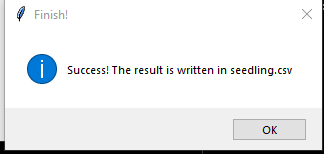 Finish!
Success! The result is written in seedling.csv
OK